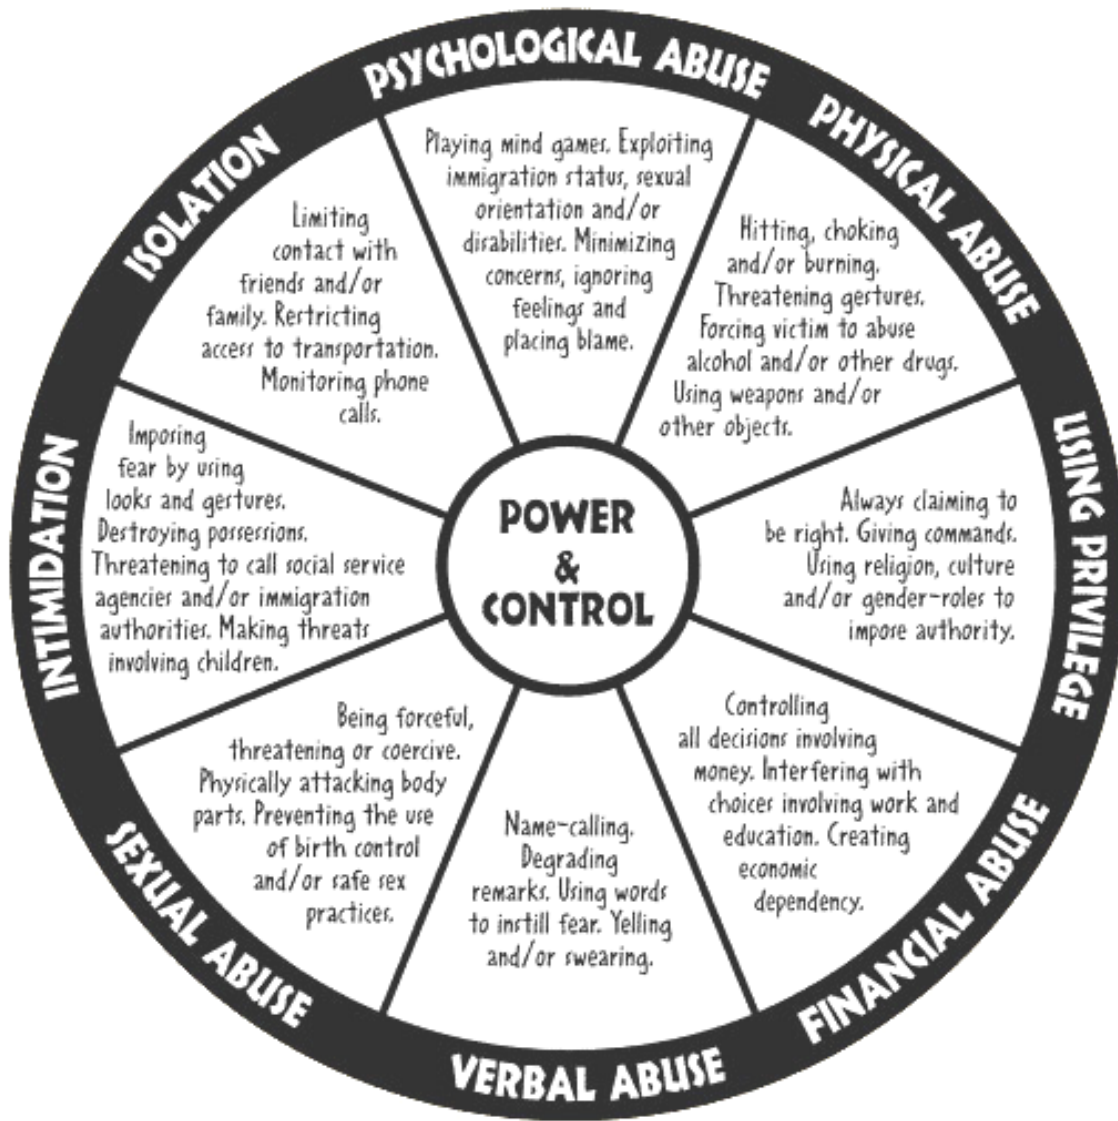 PSYCHOLOGICAL ABUSE
Playing mind games. Exploiting
immigration status, sexual
orientation and/or
disabilities. Minimizing
concerns, ignoring
feelings and
placing blame.
PHYSICAL ABUSE
Hitting, choking
and/or burning.
Threatening gestures.
Forcing victim to abuse
alcohol and/or other drugs.
Using weapons and/or
other objects.
USING PRIVILEGE
Always claiming to
be right. Giving commands.
Using religion, culture
and/or gender-roles to
impose authority.
FINANCIAL ABUSE
Controlling
all decisions involving
money. Interfering with
choices involving work and
education. Creating
economic
dependency.
VERBAL ABUSE
Name-calling.
Degrading
remarks. Using words
to instill fear. Yelling
and/or swearing.
SEXUAL ABUSE
Being forceful,
threatening or coercive.
Physically attacking body
parts. Preventing the use
of birth control
and/or safe sex
practices.
INTIMIDATION
Imposing
fear by using
looks and gestures.
Destroying possessions.
Threatening to call social service
agencies and/or immigration
authorities. Making threats
involving children.
ISOLATION
Limiting
contact with
friends and/or
family. Restricting
access to transportation.
Monitoring phone
calls.
POWER
&
CONTROL